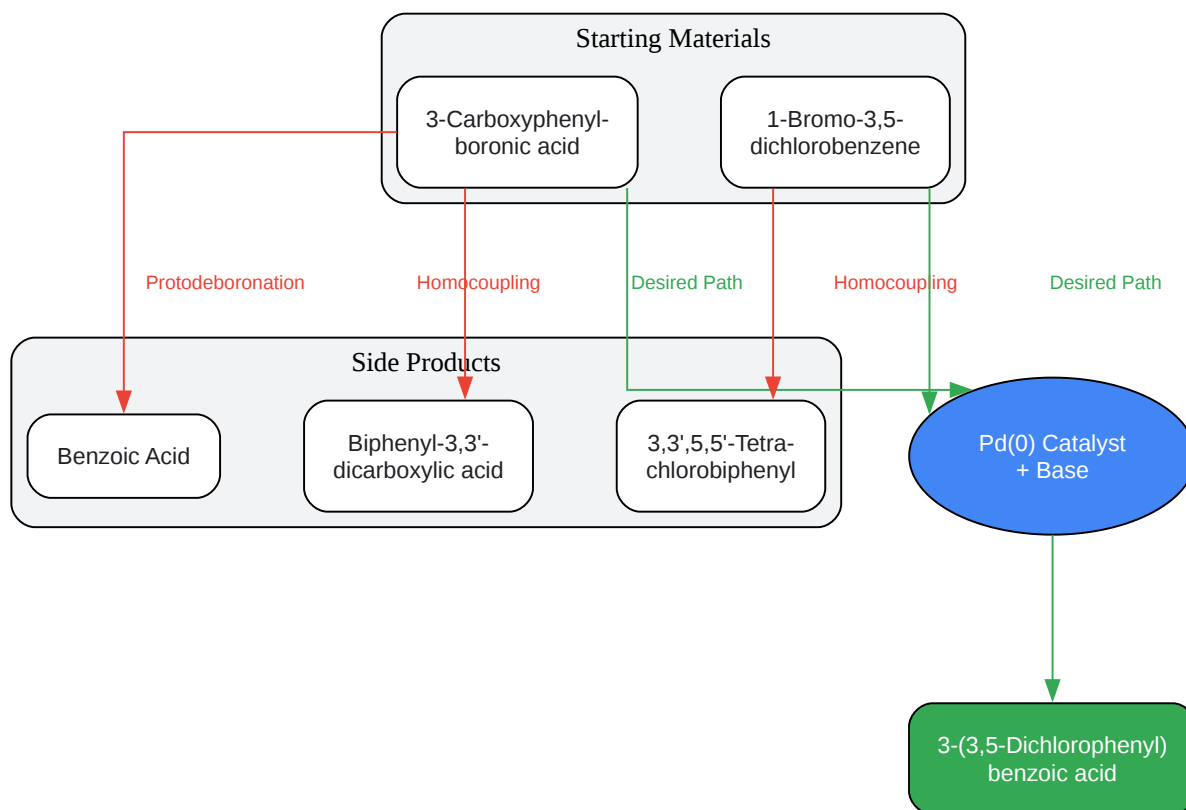 Starting Materials
3-Carboxyphenyl-
boronic acid
1-Bromo-3,5-
dichlorobenzene
Protodeboronation
Homocoupling
Desired Path
Homocoupling
Desired Path
Side Products
Benzoic Acid
Biphenyl-3,3'-
dicarboxylic acid
3,3',5,5'-Tetra-
chlorobiphenyl
Pd(0) Catalyst
+ Base
3-(3,5-Dichlorophenyl)
benzoic acid